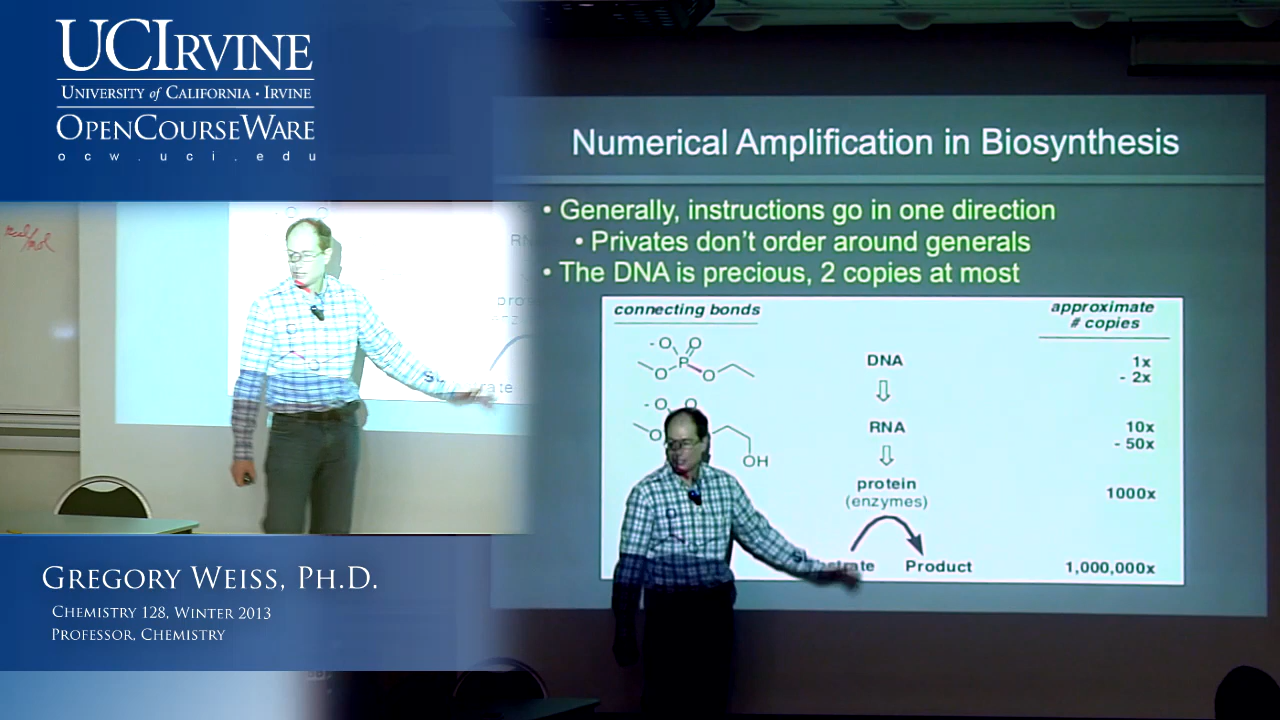 UCIRVINE
UNIVERSITY of CALIFORNIA · IRVINE
OPENCOURSEWARE
ocw.uci.edu
GREGORY WEISS, PH.D.
CHEMISTRY 128, WINTER 2013
PROFESSOR, CHEMISTRY
Numerical Amplification in Biosynthesis
• Generally, instructions go in one direction
• Privates don't order around generals
• The DNA is precious, 2 copies at most
connecting bonds
approximate
# copies
- O O
P
O O
DNA
1x
- 2x
- O O
O
OH
RNA
10x
- 50x
protein
(enzymes)
1000x
Product
1,000,000x